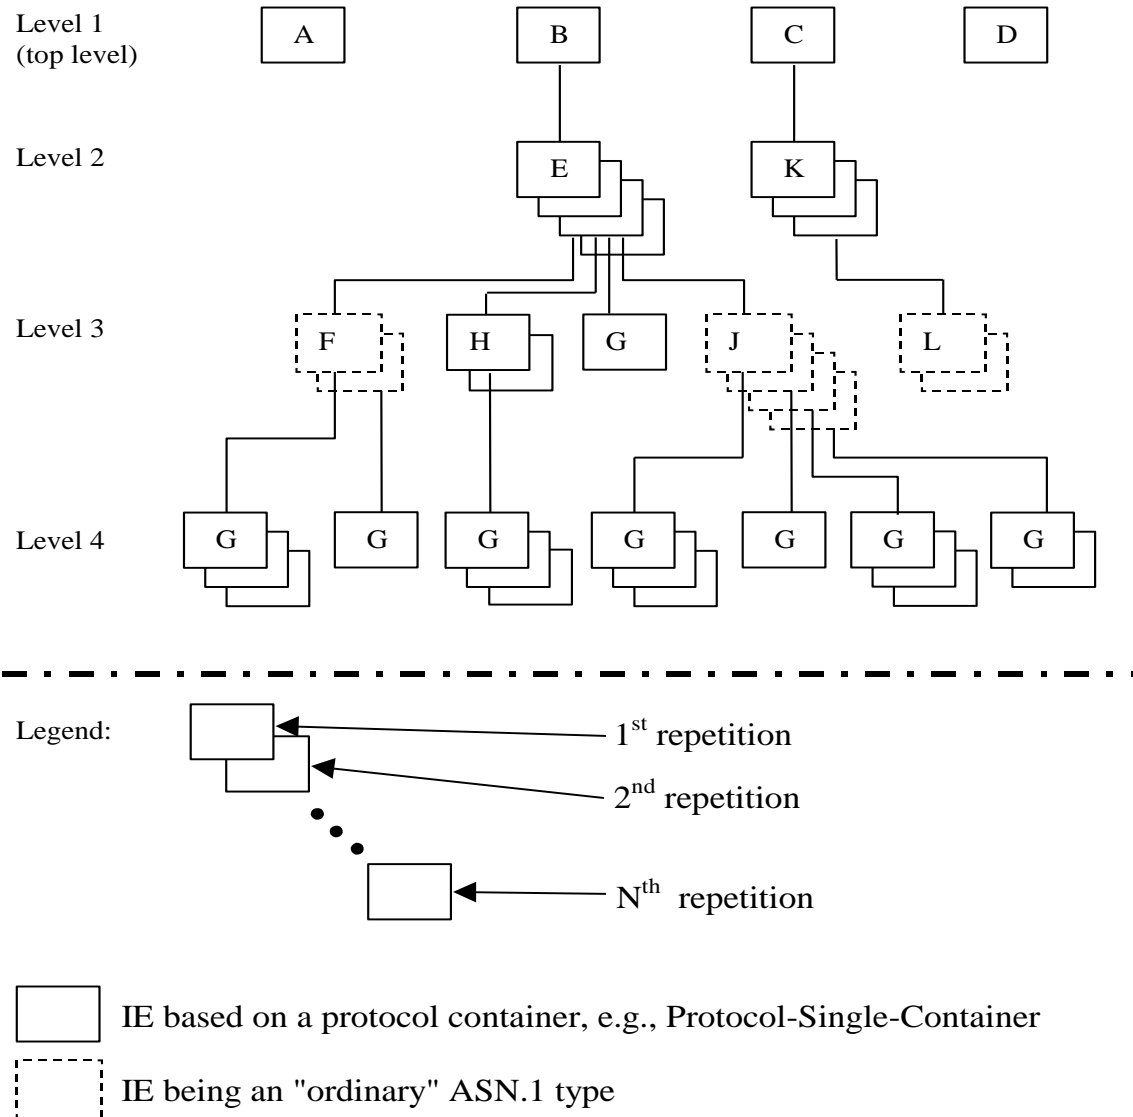 Level 1
(top level)
A
B
C
D
Level 2
E
K
Level 3
F
H
G
J
L
Level 4
G
G
G
G
G
G
G
Legend:
1st repetition
2nd repetition
Nth repetition
IE based on a protocol container, e.g., Protocol-Single-Container
IE being an "ordinary" ASN.1 type